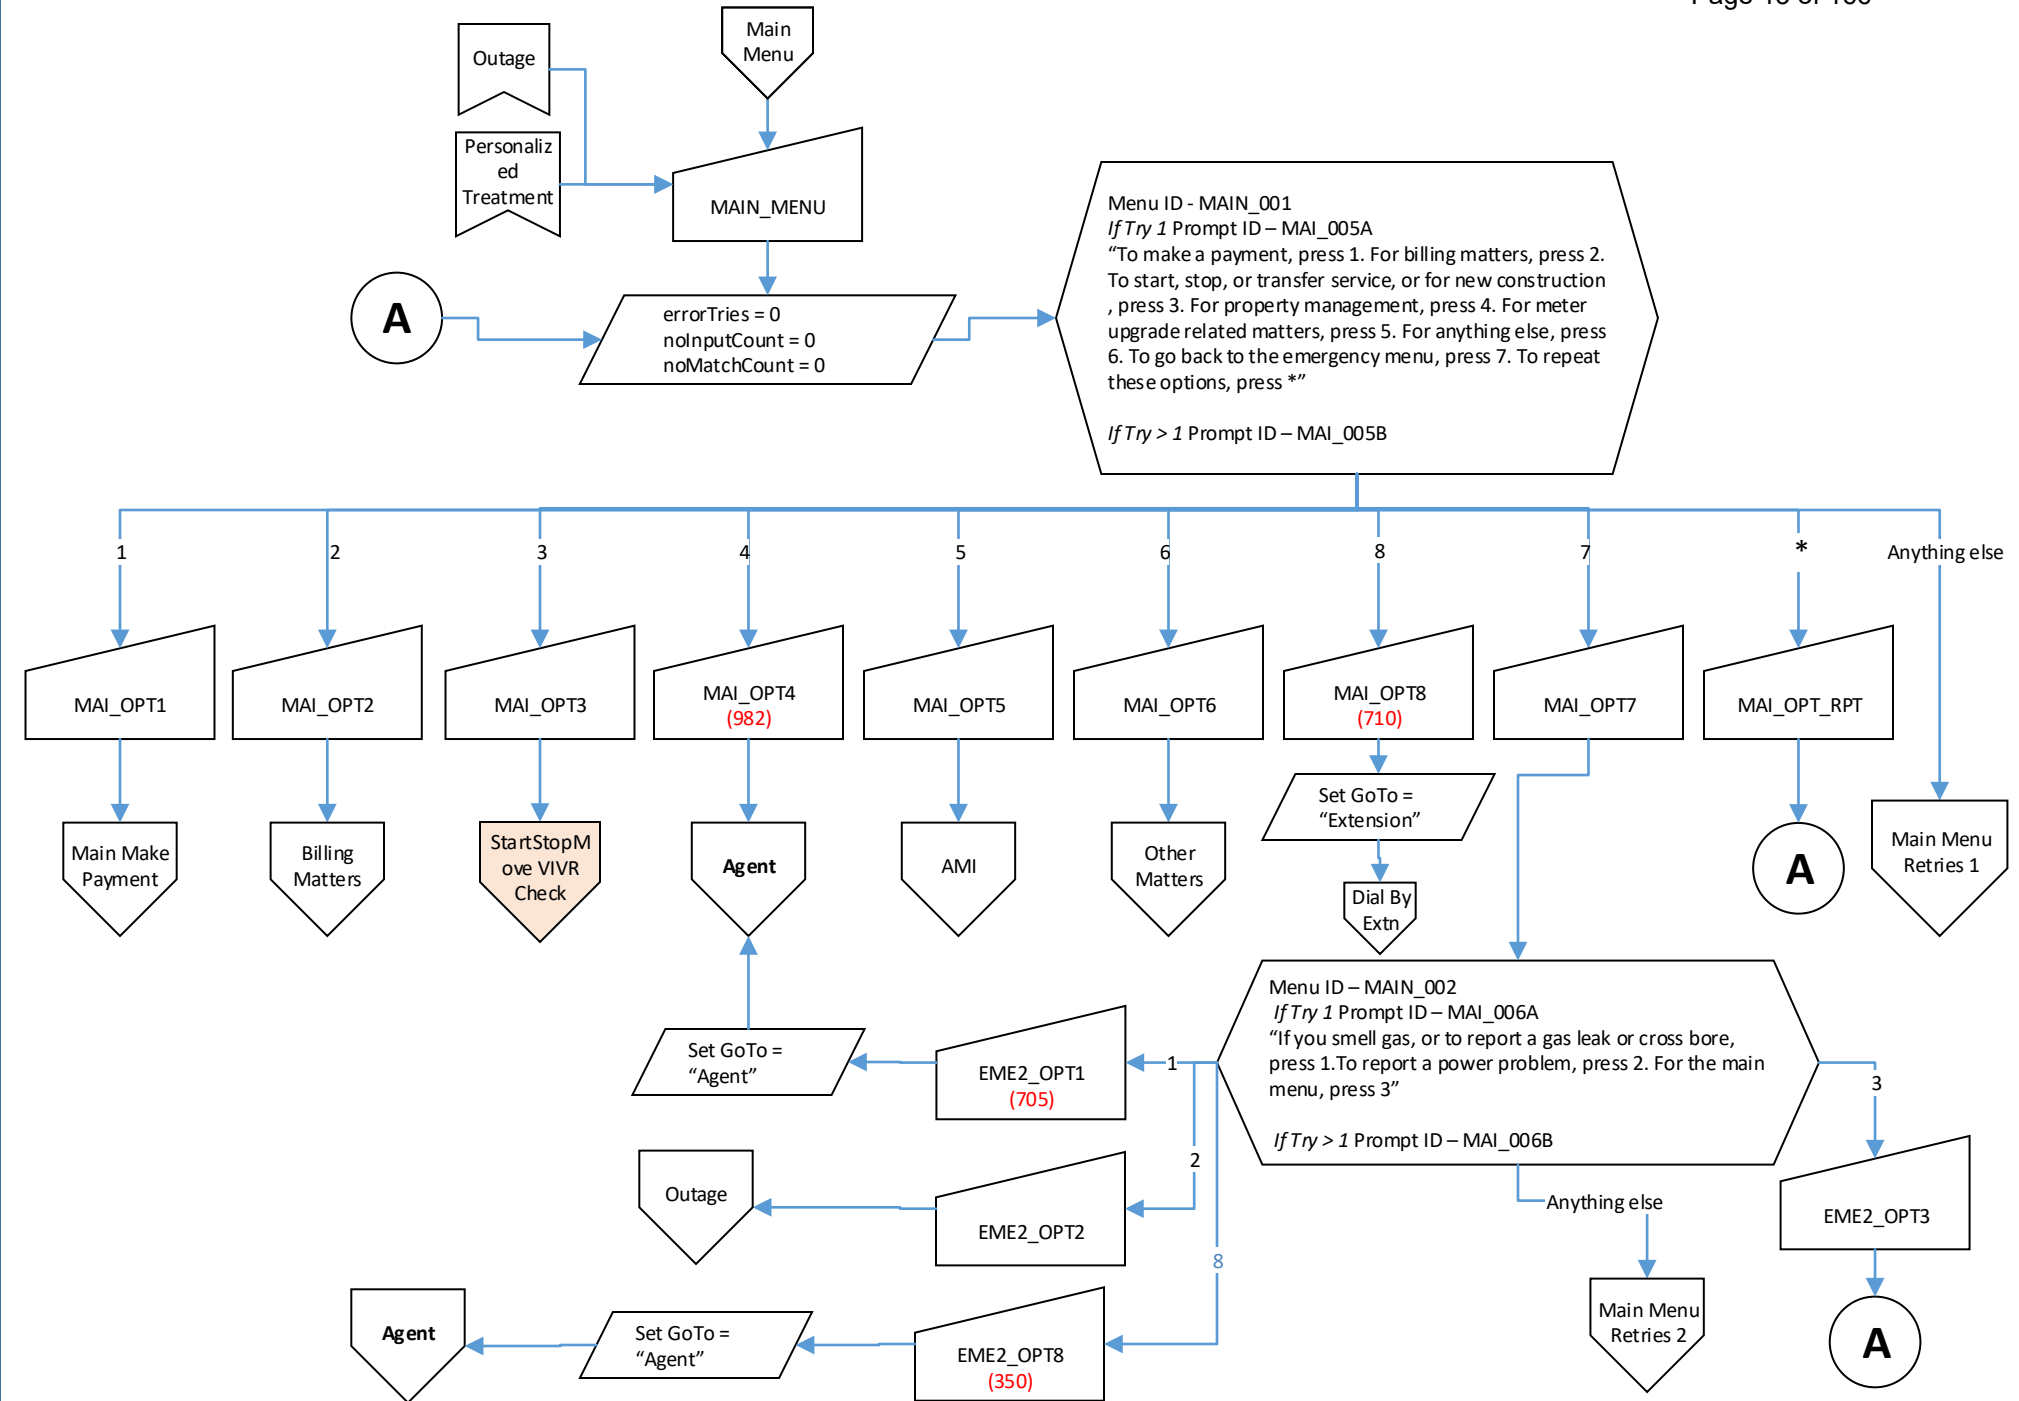 Main
Menu
Outage
Personaliz
ed
Treatment
MAIN_MENU
A
errorTries = 0
noInputCount = 0
noMatchCount = 0
Menu ID - MAIN_001
If Try 1 Prompt ID – MAI_005A
“To make a payment, press 1. For billing matters, press 2.
To start, stop, or transfer service, or for new construction
, press 3. For property management, press 4. For meter
upgrade related matters, press 5. For anything else, press
6. To go back to the emergency menu, press 7. To repeat
these options, press *”
If Try > 1 Prompt ID – MAI_005B
1
2
3
4
5
6
8
7
*
Anything else
MAI_OPT1
MAI_OPT2
MAI_OPT3
MAI_OPT4
(982)
MAI_OPT5
MAI_OPT6
MAI_OPT8
(710)
MAI_OPT7
MAI_OPT_RPT
Set GoTo =
“Extension”
Main Make
Payment
Billing
Matters
StartStopM
ove VIVR
Check
Agent
AMI
Other
Matters
Dial By
Extn
A
Main Menu
Retries 1
Menu ID – MAIN_002
If Try 1 Prompt ID – MAI_006A
“If you smell gas, or to report a gas leak or cross bore,
press 1.To report a power problem, press 2. For the main
menu, press 3”
If Try > 1 Prompt ID – MAI_006B
1
2
8
3
Anything else
Set GoTo =
“Agent”
EME2_OPT1
(705)
Outage
EME2_OPT2
EME2_OPT3
Agent
Set GoTo =
“Agent”
EME2_OPT8
(350)
Main Menu
Retries 2
A